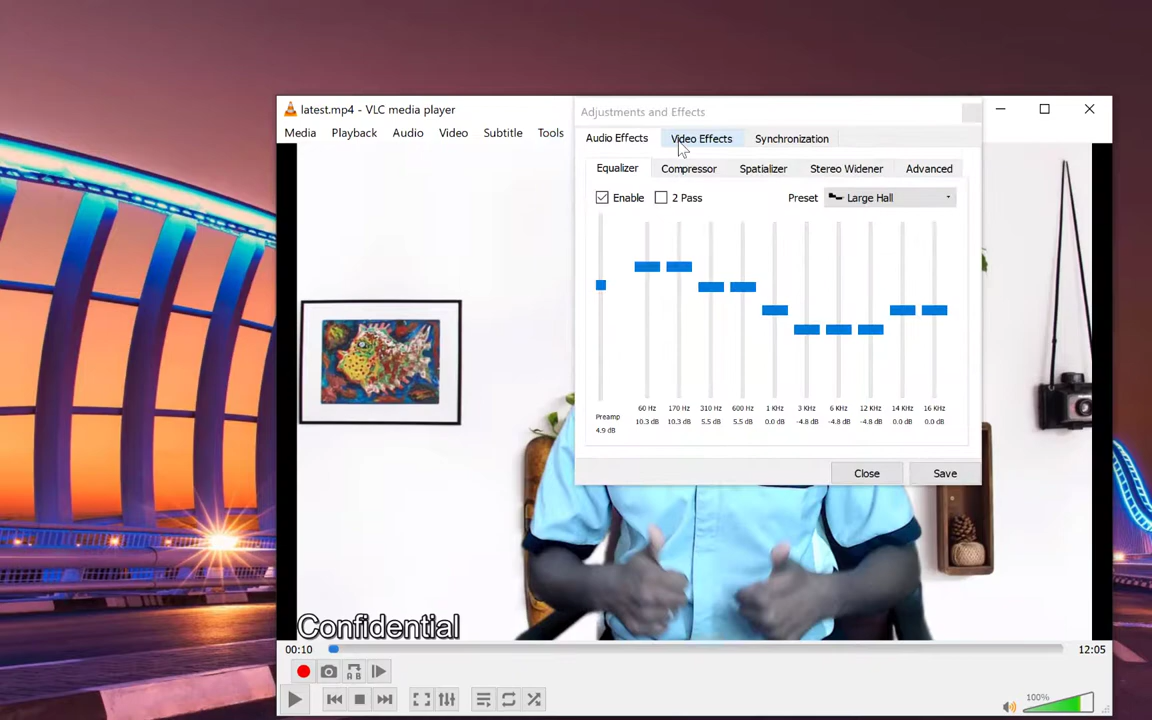 latest.mp4 - VLC media player
Adjustments and Effects
Media Playback Audio Video Subtitle Tools
Audio Effects Video Effects Synchronization
Equalizer Compressor Spatializer Stereo Widener Advanced
Enable 2 Pass Preset Large Hall
60 Hz 170 Hz 310 Hz 600 Hz 1 KHz 3 KHz 6 KHz 12 KHz 14 KHz 16 KHz
Preamp
10.3 dB 10.3 dB 5.5 dB 5.5 dB 0.0 dB -4.8 dB -4.8 dB -4.8 dB 0.0 dB 0.0 dB
4.9 dB
Close Save
Confidential
00:10 12:05
A B
100%